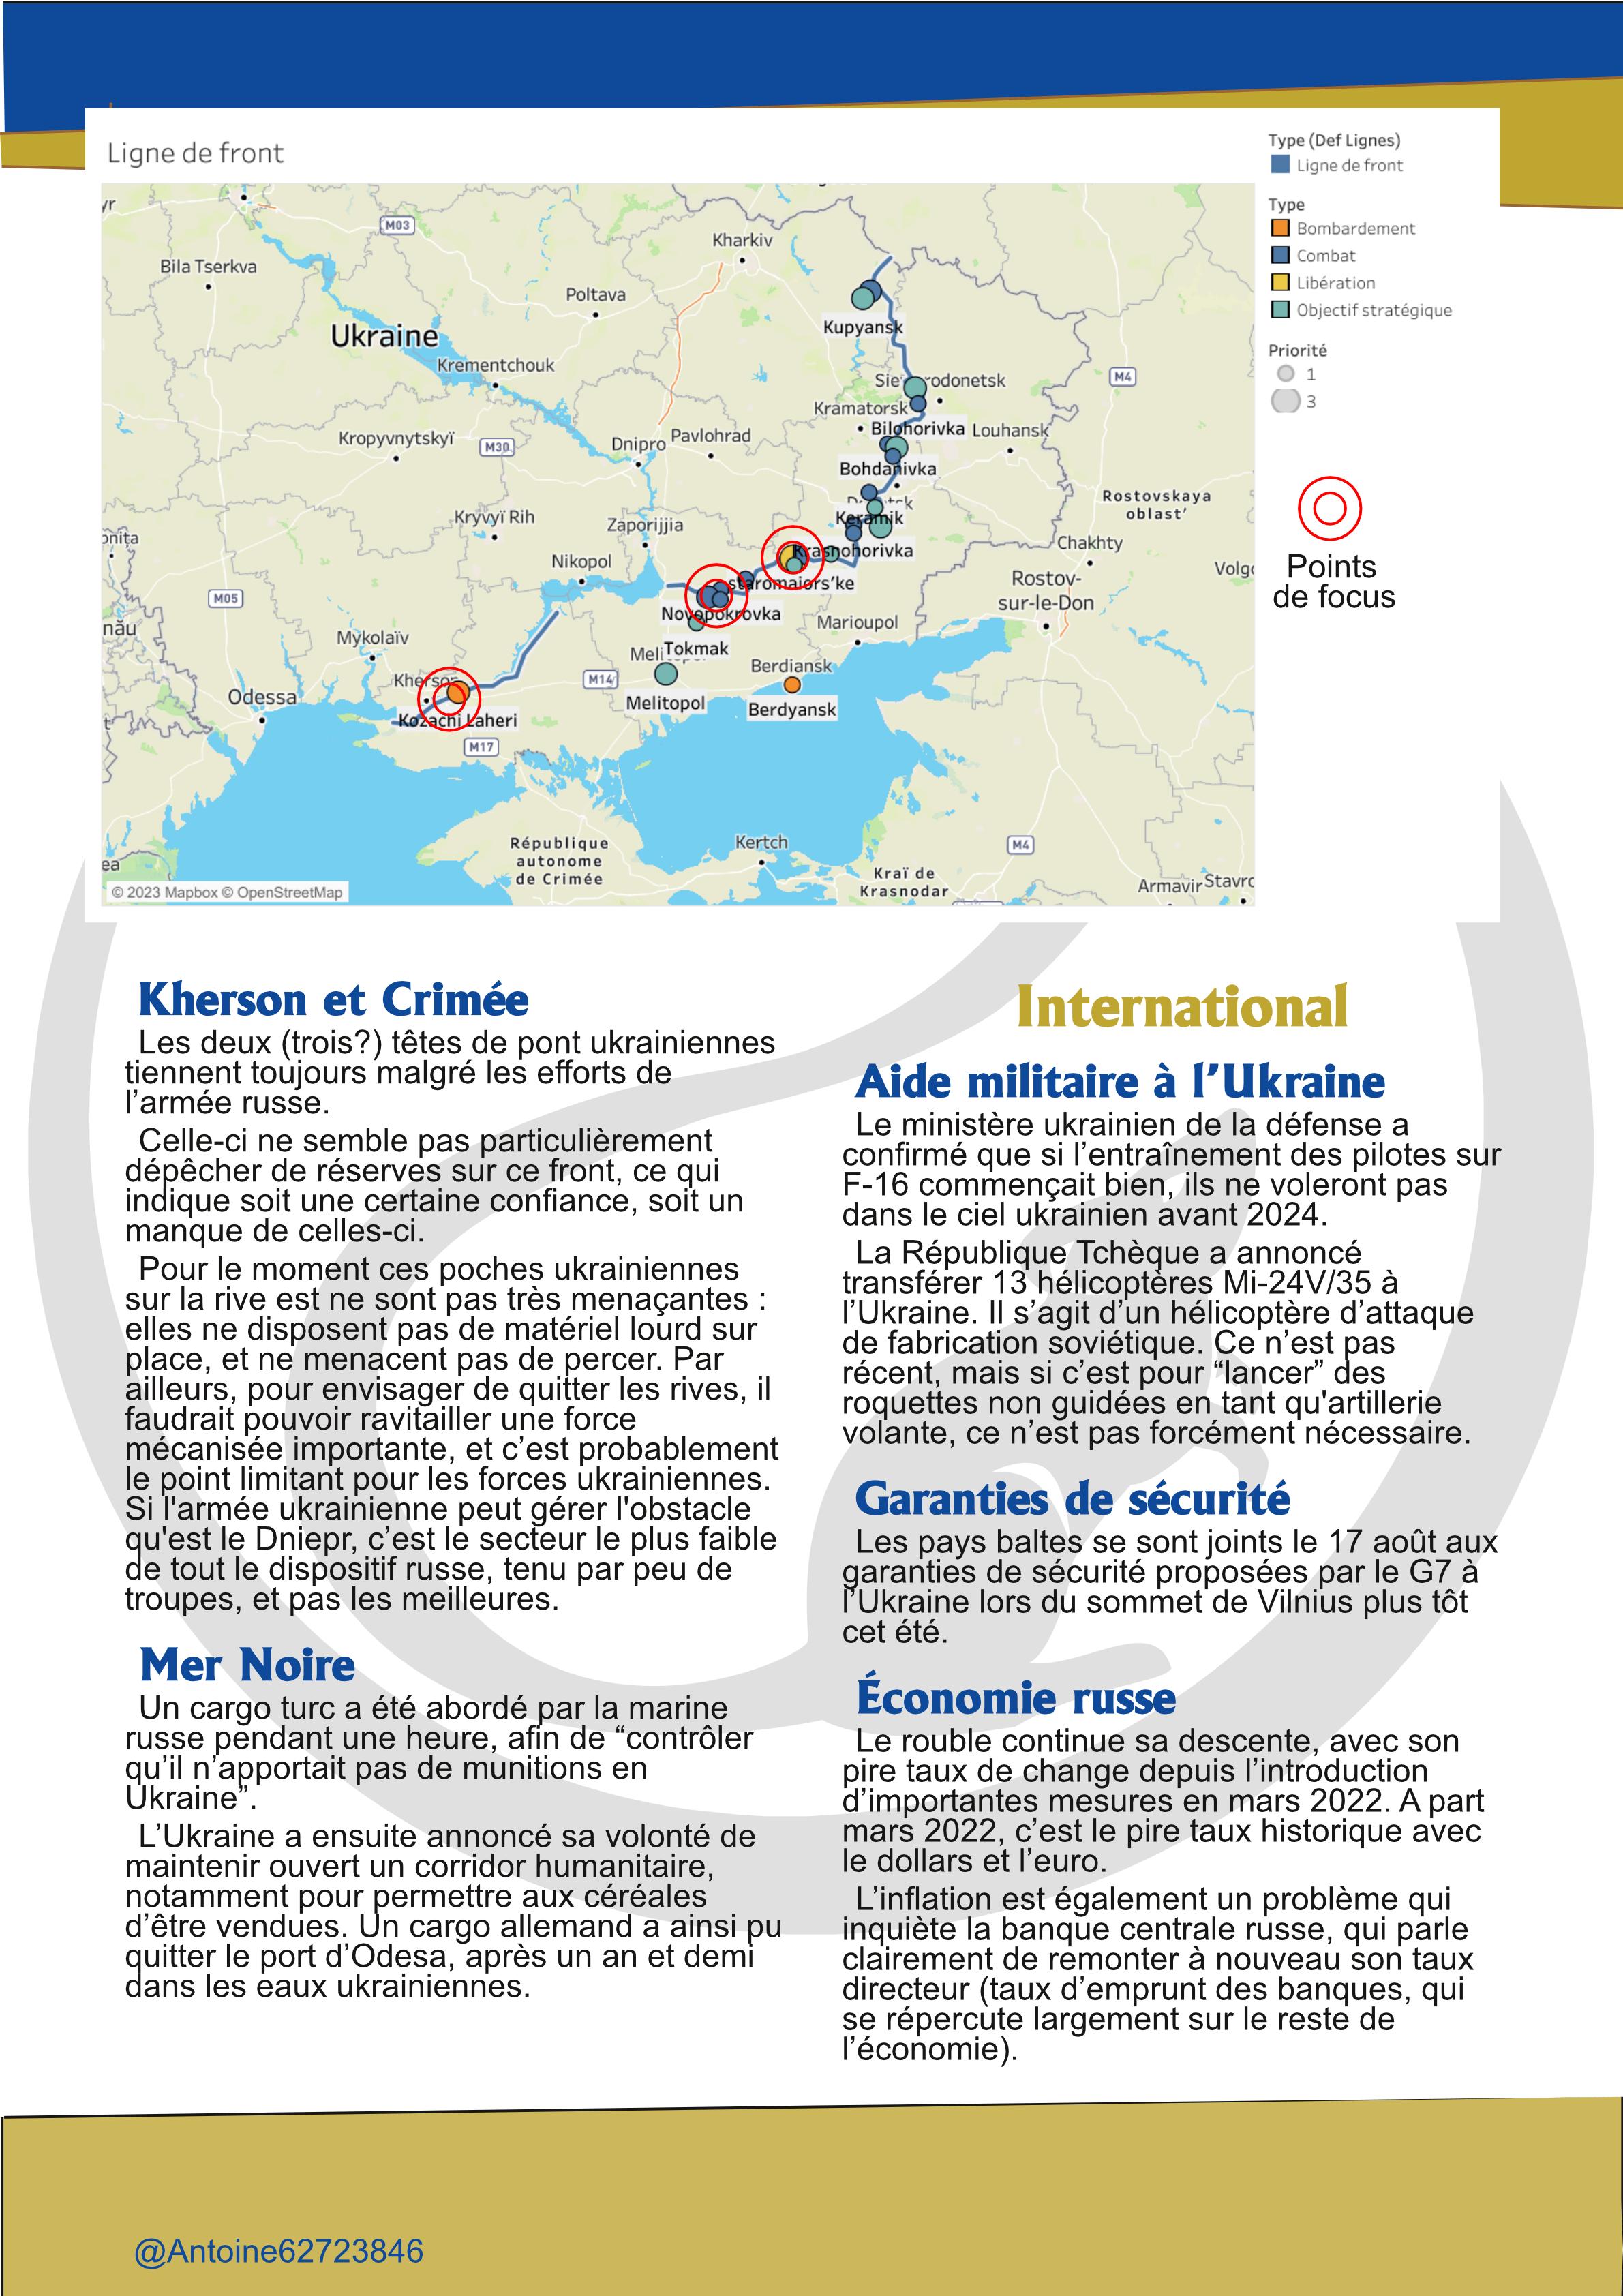 Ligne de front
Type (Def Lignes)
Ligne de front
Type
Bombardement
Combat
Libération
Objectif stratégique
Priorité
1
3
Points
de focus
M03
Kharkiv
Bila Tserkva
Poltava
Kupyansk
Ukraine
Krementchouk
M4
Kramatorsk
Bilohorivka
Louhansk
Kropyvnytskyï
M30
Dnipro
Pavlohrad
Bohdanivka
Rostovskaya
oblast’
Kryvyï Rih
Zaporijjia
Keramik
Krasnohorivka
Chakhty
Nikopol
Rostov-
sur-le-Don
M05
staromaiors'ke
Novopokrovka
Marioupol
Mykolaïv
Tokmak
Berdiansk
M14
Odessa
Melitopol
Berdyansk
Kozachi Laheri
M17
République
autonome
de Crimée
Kertch
M4
Kraï de
Krasnodar
Armavir
© 2023 Mapbox © OpenStreetMap
Kherson et Crimée
Les deux (trois?) têtes de pont ukrainiennes
tiennent toujours malgré les efforts de
l’armée russe.
Celle-ci ne semble pas particulièrement
dépêcher de réserves sur ce front, ce qui
indique soit une certaine confiance, soit un
manque de celles-ci.
Pour le moment ces poches ukrainiennes
sur la rive est ne sont pas très menaçantes :
elles ne disposent pas de matériel lourd sur
place, et ne menacent pas de percer. Par
ailleurs, pour envisager de quitter les rives, il
faudrait pouvoir ravitailler une force
mécanisée importante, et c’est probablement
le point limitant pour les forces ukrainiennes.
Si l'armée ukrainienne peut gérer l'obstacle
qu'est le Dniepr, c’est le secteur le plus faible
de tout le dispositif russe, tenu par peu de
troupes, et pas les meilleures.
Mer Noire
Un cargo turc a été abordé par la marine
russe pendant une heure, afin de “contrôler
qu’il n’apportait pas de munitions en
Ukraine”.
L’Ukraine a ensuite annoncé sa volonté de
maintenir ouvert un corridor humanitaire,
notamment pour permettre aux céréales
d’être vendues. Un cargo allemand a ainsi pu
quitter le port d’Odesa, après un an et demi
dans les eaux ukrainiennes.
International
Aide militaire à l’Ukraine
Le ministère ukrainien de la défense a
confirmé que si l’entraînement des pilotes sur
F-16 commençait bien, ils ne voleront pas
dans le ciel ukrainien avant 2024.
La République Tchèque a annoncé
transférer 13 hélicoptères Mi-24V/35 à
l’Ukraine. Il s’agit d’un hélicoptère d’attaque
de fabrication soviétique. Ce n’est pas
récent, mais si c’est pour “lancer” des
roquettes non guidées en tant qu'artillerie
volante, ce n’est pas forcément nécessaire.
Garanties de sécurité
Les pays baltes se sont joints le 17 août aux
garanties de sécurité proposées par le G7 à
l’Ukraine lors du sommet de Vilnius plus tôt
cet été.
Économie russe
Le rouble continue sa descente, avec son
pire taux de change depuis l’introduction
d’importantes mesures en mars 2022. A part
mars 2022, c’est le pire taux historique avec
le dollars et l’euro.
L’inflation est également un problème qui
inquiète la banque centrale russe, qui parle
clairement de remonter à nouveau son taux
directeur (taux d’emprunt des banques, qui
se répercute largement sur le reste de
l’économie).
@Antoine62723846